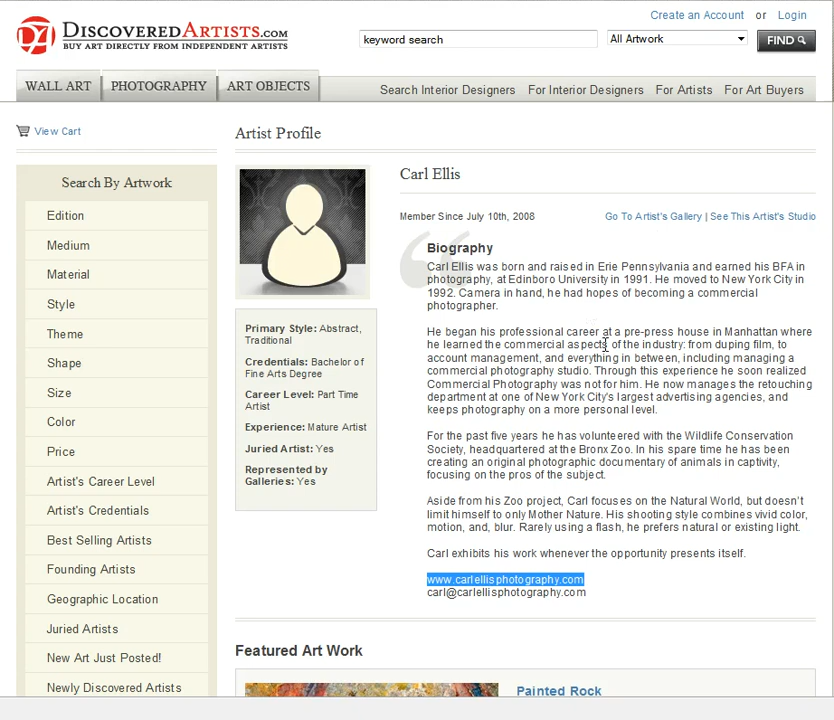 Create an Account or Login
DISCOVEREDARTISTS.COM
BUY ART DIRECTLY FROM INDEPENDENT ARTISTS
keyword search
All Artwork
FIND
WALL ART PHOTOGRAPHY ART OBJECTS
Search Interior Designers For Interior Designers For Artists For Art Buyers
View Cart
Artist Profile
Search By Artwork
Edition
Medium
Material
Style
Theme
Shape
Size
Color
Price
Artist's Career Level
Artist's Credentials
Best Selling Artists
Founding Artists
Geographic Location
Juried Artists
New Art Just Posted!
Newly Discovered Artists
Primary Style: Abstract,
Traditional
Credentials: Bachelor of
Fine Arts Degree
Career Level: Part Time
Artist
Experience: Mature Artist
Juried Artist: Yes
Represented by
Galleries: Yes
Carl Ellis
Member Since July 10th, 2008
Go To Artist's Gallery | See This Artist's Studio
Biography
Carl Ellis was born and raised in Erie Pennsylvania and earned his BFA in
photography, at Edinboro University in 1991. He moved to New York City in
1992. Camera in hand, he had hopes of becoming a commercial
photographer.
He began his professional career at a pre-press house in Manhattan where
he learned the commercial aspects of the industry: from duping film, to
account management, and everything in between, including managing a
commercial photography studio. Through this experience he soon realized
Commercial Photography was not for him. He now manages the retouching
department at one of New York City's largest advertising agencies, and
keeps photography on a more personal level.
For the past five years he has volunteered with the Wildlife Conservation
Society, headquartered at the Bronx Zoo. In his spare time he has been
creating an original photographic documentary of animals in captivity,
focusing on the pros of the subject.
Aside from his Zoo project, Carl focuses on the Natural World, but doesn't
limit himself to only Mother Nature. His shooting style combines vivid color,
motion, and, blur. Rarely using a flash, he prefers natural or existing light.
Carl exhibits his work whenever the opportunity presents itself.
www.carlellisphotography.com
carl@carlellisphotography.com
Featured Art Work
Painted Rock